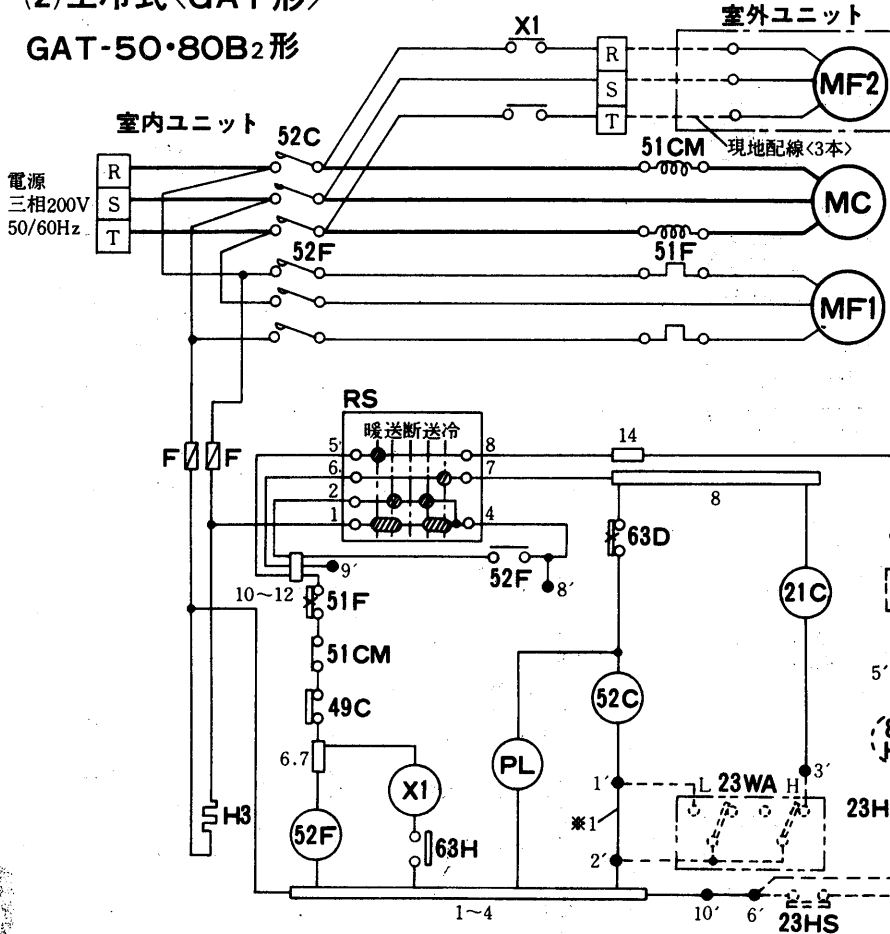 (2)上吹式〈GAT形〉
GAT-50・80B₂形
室外ユニット
X1
R
S
T
MF2
室内ユニット
52C
51CM
現地配線〈3本〉
電源
三相200V
50/60Hz
R
S
T
MC
52F
51F
MF1
RS
暖送断送冷
5 8
6 7
2
1 4
14
8
F F
63D
52F
9′
8′
10~12
51F
21C
51CM
5′
49C
52C
6.7
PL
X1
1′
L 23WA H
3′
H3
※1
23H
52F
63H
2′
1~4
10′
6′
23HS